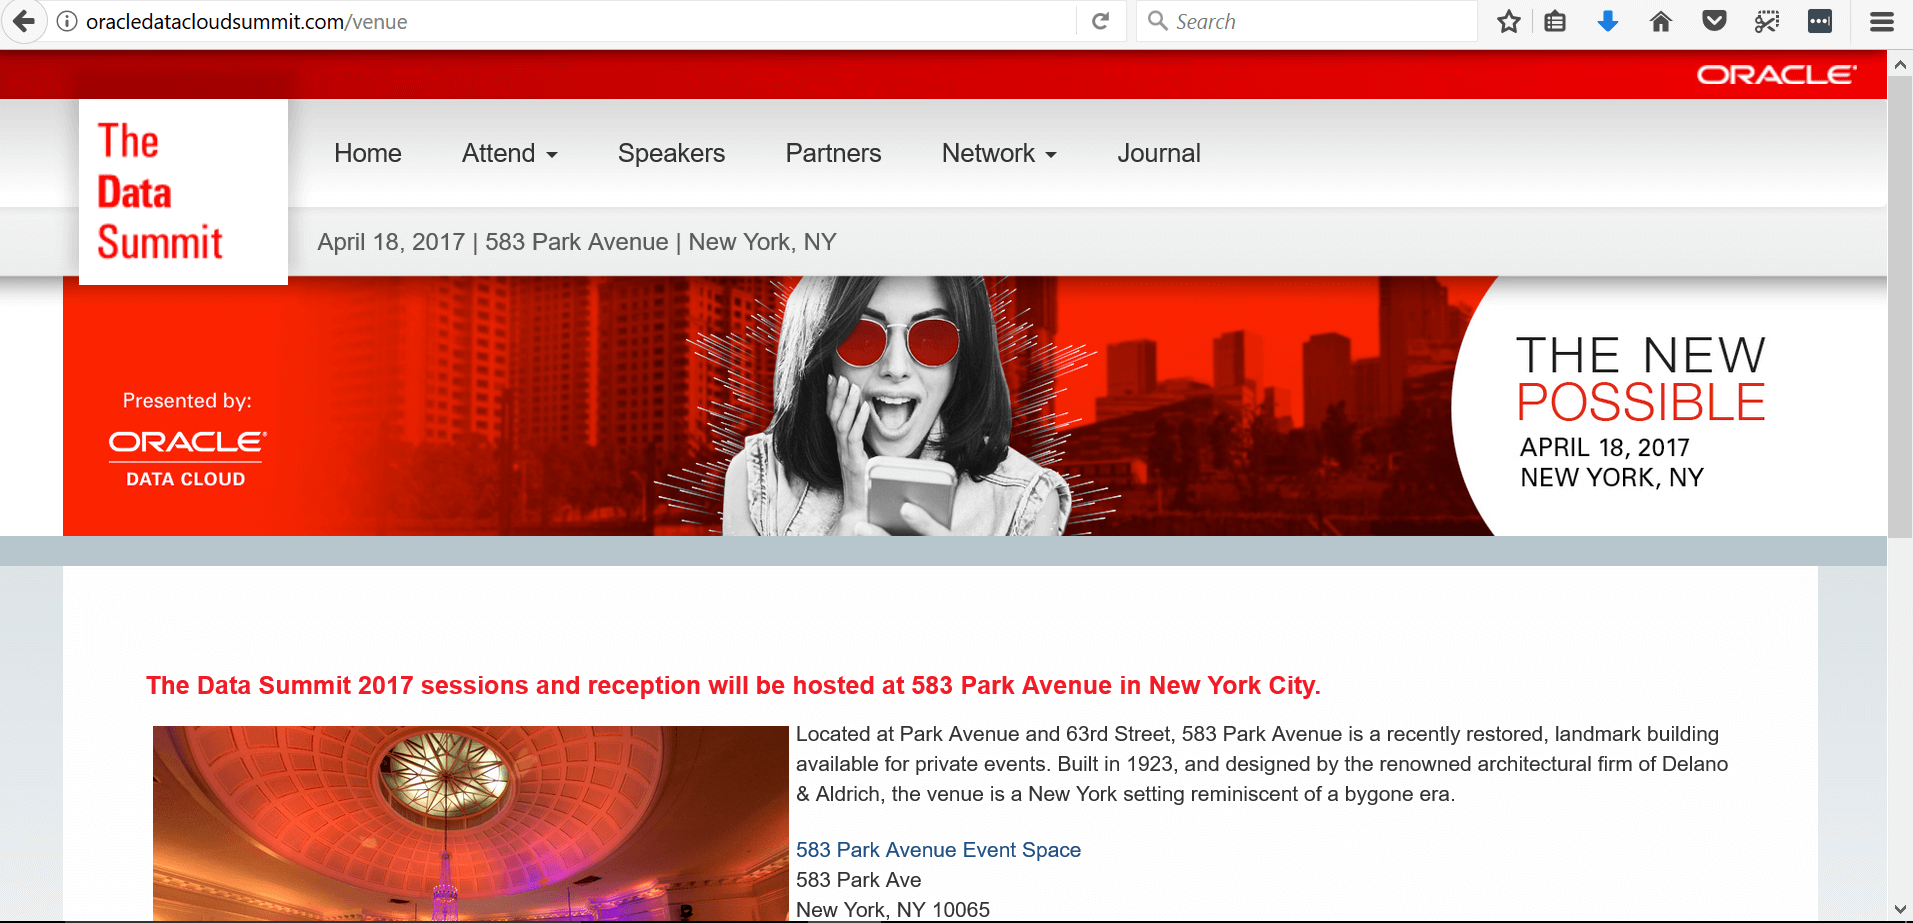 oracledatacloudsummit.com/venue
Search
ORACLE®
The
Data
Summit
Home
Attend
Speakers
Partners
Network
Journal
April 18, 2017 | 583 Park Avenue | New York, NY
Presented by:
ORACLE®
DATA CLOUD
THE NEW
POSSIBLE
APRIL 18, 2017
NEW YORK, NY
The Data Summit 2017 sessions and reception will be hosted at 583 Park Avenue in New York City.
Located at Park Avenue and 63rd Street, 583 Park Avenue is a recently restored, landmark building
available for private events. Built in 1923, and designed by the renowned architectural firm of Delano
& Aldrich, the venue is a New York setting reminiscent of a bygone era.
583 Park Avenue Event Space
583 Park Ave
New York, NY 10065